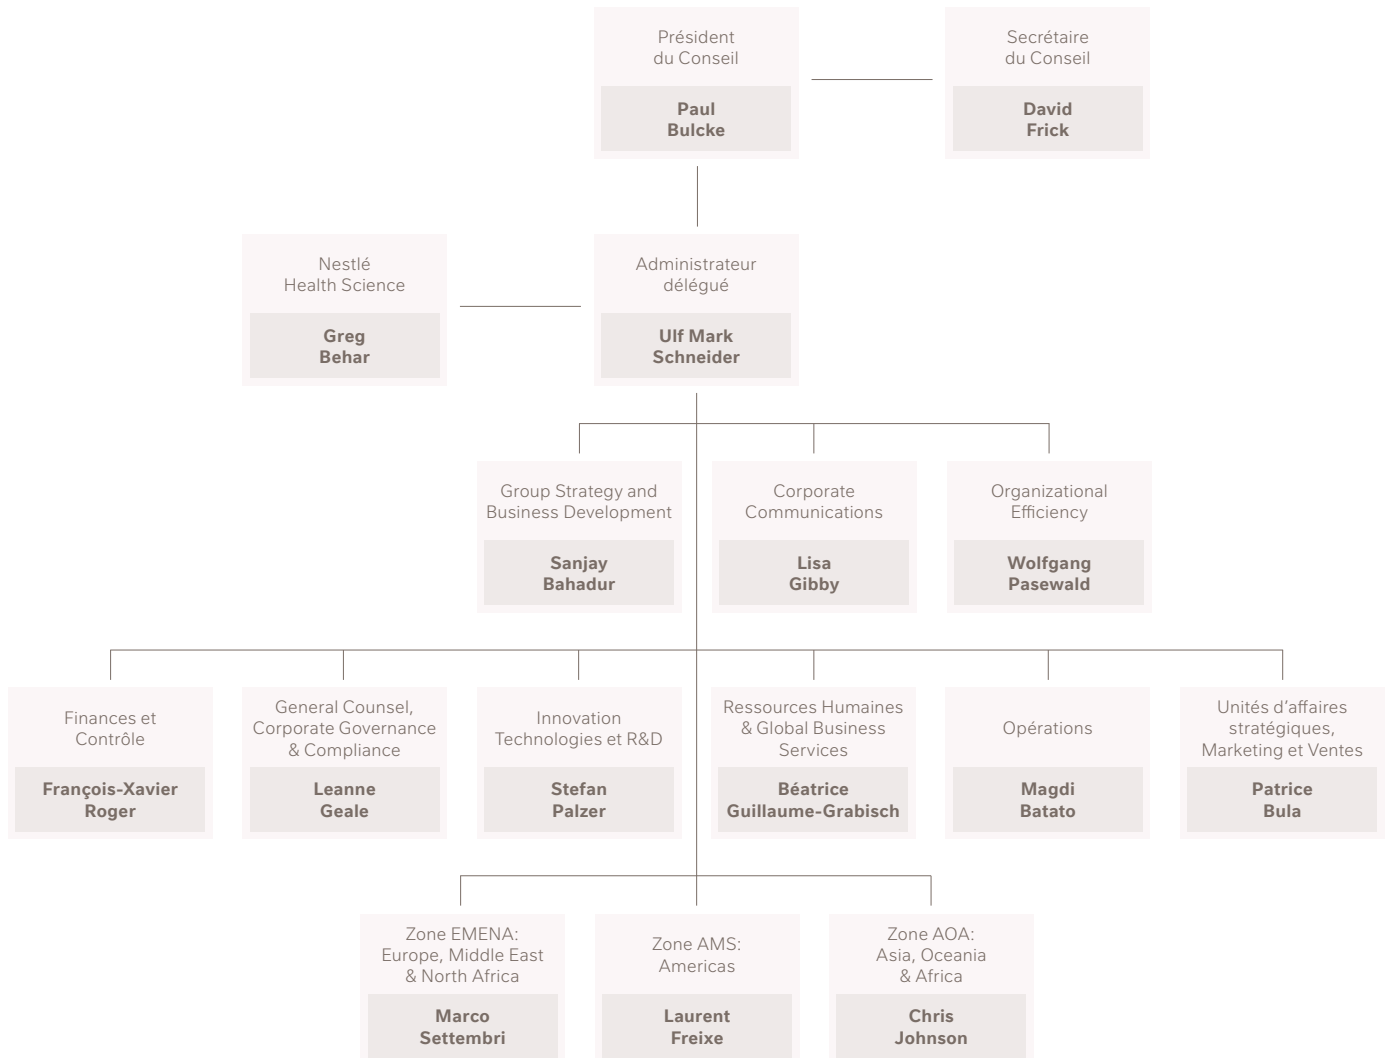 Président
du Conseil
Paul
Bulcke
Secrétaire
du Conseil
David
Frick
Nestlé
Health Science
Greg
Behar
Administrateur
délégué
Ulf Mark
Schneider
Group Strategy and
Business Development
Sanjay
Bahadur
Corporate
Communications
Lisa
Gibby
Organizational
Efficiency
Wolfgang
Pasewald
Finances et
Contrôle
François-Xavier
Roger
General Counsel,
Corporate Governance
& Compliance
Leanne
Geale
Innovation
Technologies et R&D
Stefan
Palzer
Ressources Humaines
& Global Business
Services
Béatrice
Guillaume-Grabisch
Opérations
Magdi
Batato
Unités d’affaires
stratégiques,
Marketing et Ventes
Patrice
Bula
Zone EMENA:
Europe, Middle East
& North Africa
Marco
Settembri
Zone AMS:
Americas
Laurent
Freixe
Zone AOA:
Asia, Oceania
& Africa
Chris
Johnson